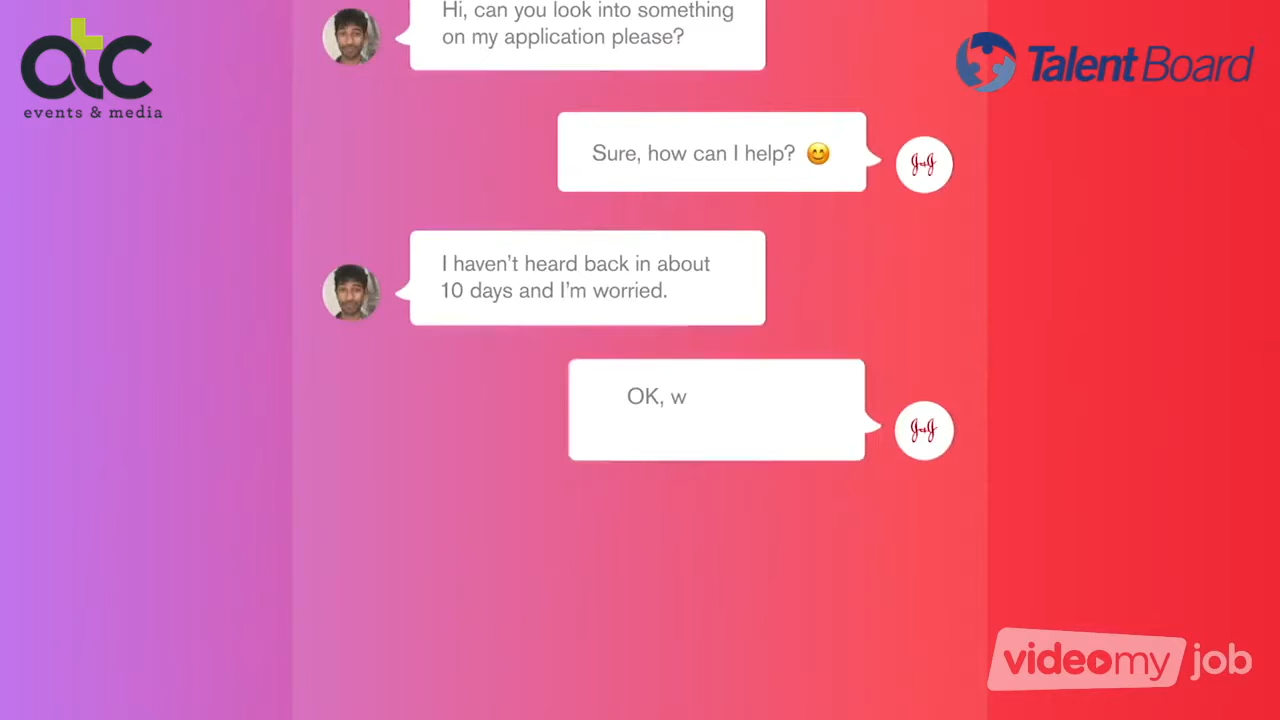 Hi, can you look into something
on my application please?
atc
events & media
Talent Board
Sure, how can I help? 😊
J&J
I haven't heard back in about
10 days and I'm worried.
OK, w
J&J
videomyjob